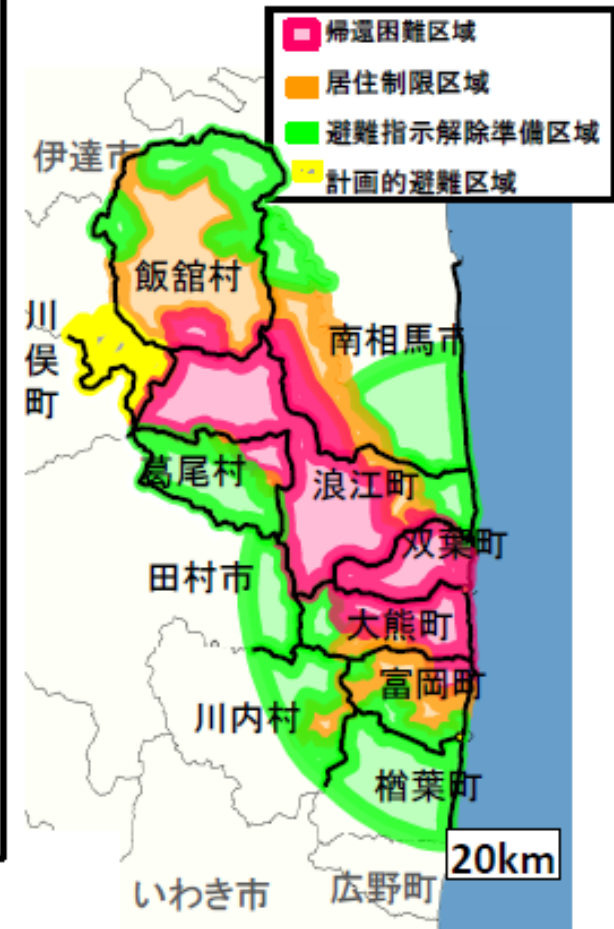 帰還困難区域
居住制限区域
避難指示解除準備区域
計画的避難区域
伊達市
飯舘村
川俣町
南相馬市
葛尾村
浪江町
双葉町
田村市
大熊町
富岡町
川内村
楢葉町
20km
いわき市
広野町